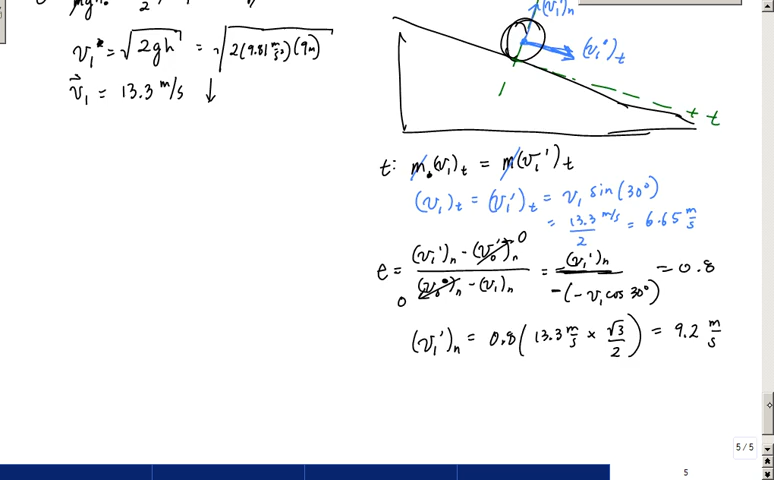 v₁ = √2gh = √2(9.81 m/s²)(9m)
v⃗₁ = 13.3 m/s ↓
(v₁')n
(v₁')t
+t
t: m(v₁)t = m(v₁')t
(v₁)t = (v₁')t = v₁ sin(30°)
= 13.3 m/s / 2 = 6.65 m/s
e = (v₁')n - (v₀')n 0 / 0 (v₀)n - (v₁)n = (v₁')n / -(-v₁ cos 30°) = 0.8
(v₁')n = 0.8(13.3 m/s × √3/2) = 9.2 m/s
5/5
5